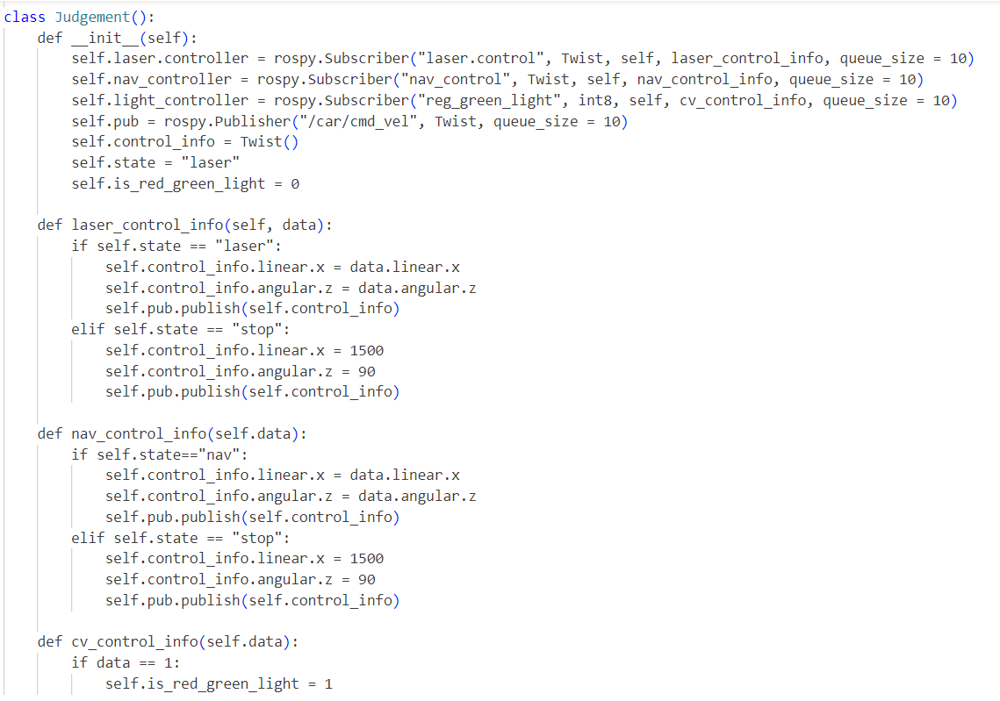 class Judgement():
    def __init__(self):
        self.laser.controller = rospy.Subscriber("laser.control", Twist, self, laser_control_info, queue_size = 10)
        self.nav_controller = rospy.Subscriber("nav_control", Twist, self, nav_control_info, queue_size = 10)
        self.light_controller = rospy.Subscriber("reg_green_light", int8, self, cv_control_info, queue_size = 10)
        self.pub = rospy.Publisher("/car/cmd_vel", Twist, queue_size = 10)
        self.control_info = Twist()
        self.state = "laser"
        self.is_red_green_light = 0

    def laser_control_info(self, data):
        if self.state == "laser":
            self.control_info.linear.x = data.linear.x
            self.control_info.angular.z = data.angular.z
            self.pub.publish(self.control_info)
        elif self.state == "stop":
            self.control_info.linear.x = 1500
            self.control_info.angular.z = 90
            self.pub.publish(self.control_info)

    def nav_control_info(self.data):
        if self.state=="nav":
            self.control_info.linear.x = data.linear.x
            self.control_info.angular.z = data.angular.z
            self.pub.publish(self.control_info)
        elif self.state == "stop":
            self.control_info.linear.x = 1500
            self.control_info.angular.z = 90
            self.pub.publish(self.control_info)

    def cv_control_info(self.data):
        if data == 1:
            self.is_red_green_light = 1